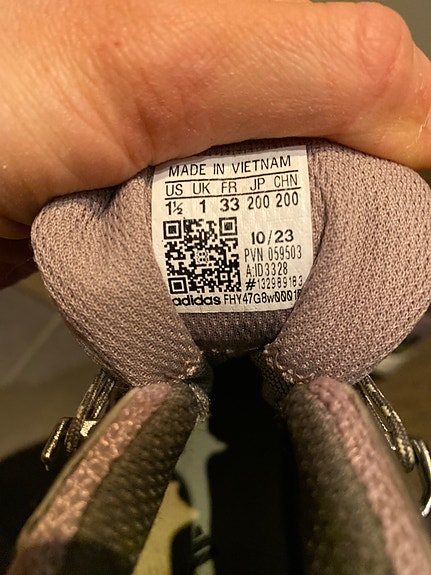 MADE IN VIETNAM
US UK FR JP CHN
1½ 1 33 200 200
10/23
PVN 059503
A:ID3328
#132989183
adidas